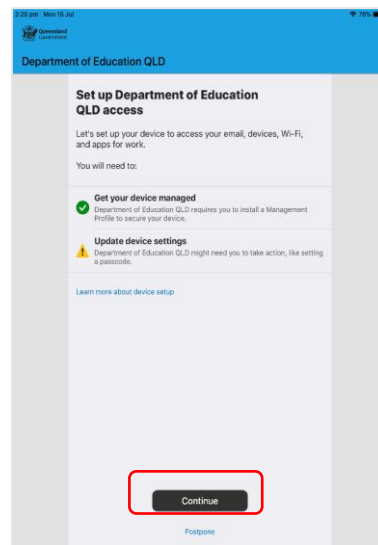 2:20 pm Mon 18 Jul
76%
Queensland
Government
Department of Education QLD
Set up Department of Education
QLD access
Let's set up your device to access your email, devices, Wi-Fi,
and apps for work.
You will need to:
Get your device managed
Department of Education QLD requires you to install a Management
Profile to secure your device.
Update device settings
Department of Education QLD might need you to take action, like setting
a passcode.
Learn more about device setup
Continue
Postpone